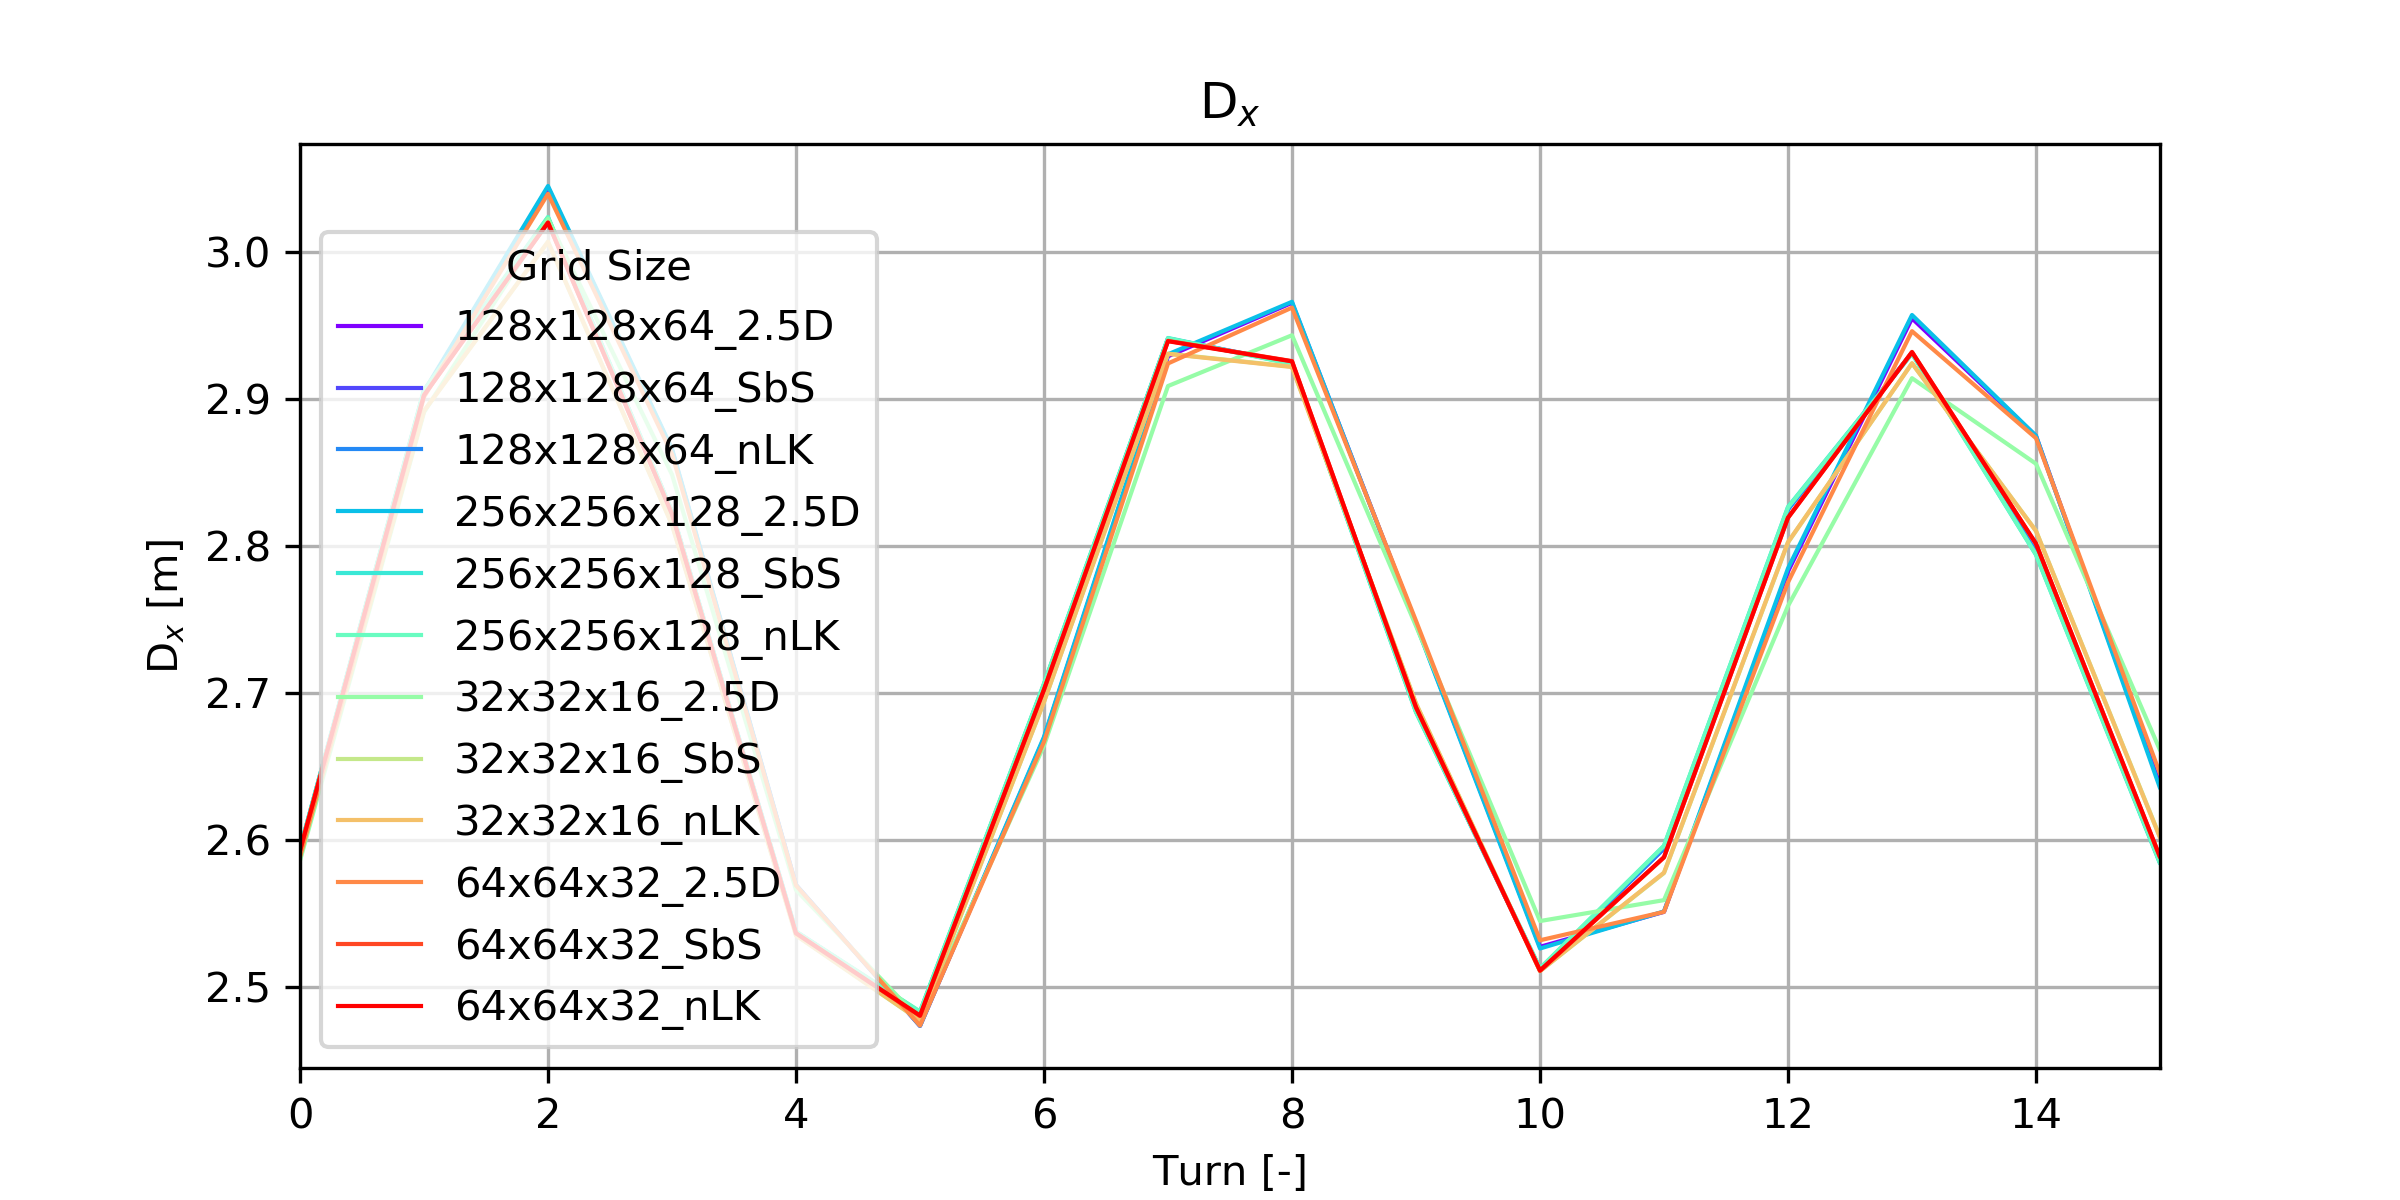 D_x
D_x [m]
3.0
2.9
2.8
2.7
2.6
2.5
Grid Size
128x128x64_2.5D
128x128x64_SbS
128x128x64_nLK
256x256x128_2.5D
256x256x128_SbS
256x256x128_nLK
32x32x16_2.5D
32x32x16_SbS
32x32x16_nLK
64x64x32_2.5D
64x64x32_SbS
64x64x32_nLK
0 2 4 6 8 10 12 14
Turn [-]